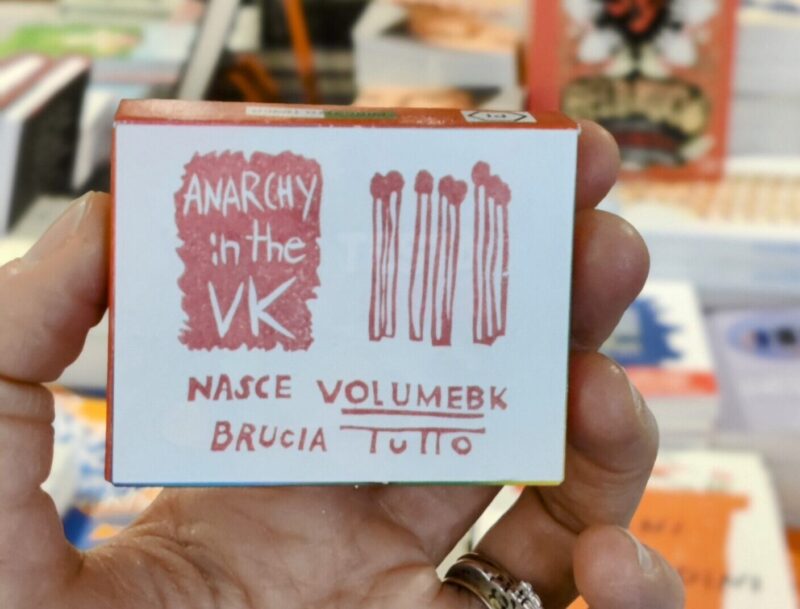 ANARCHY
in the
VK
NASCE VOLUMEBK
BRUCIA TUTTO